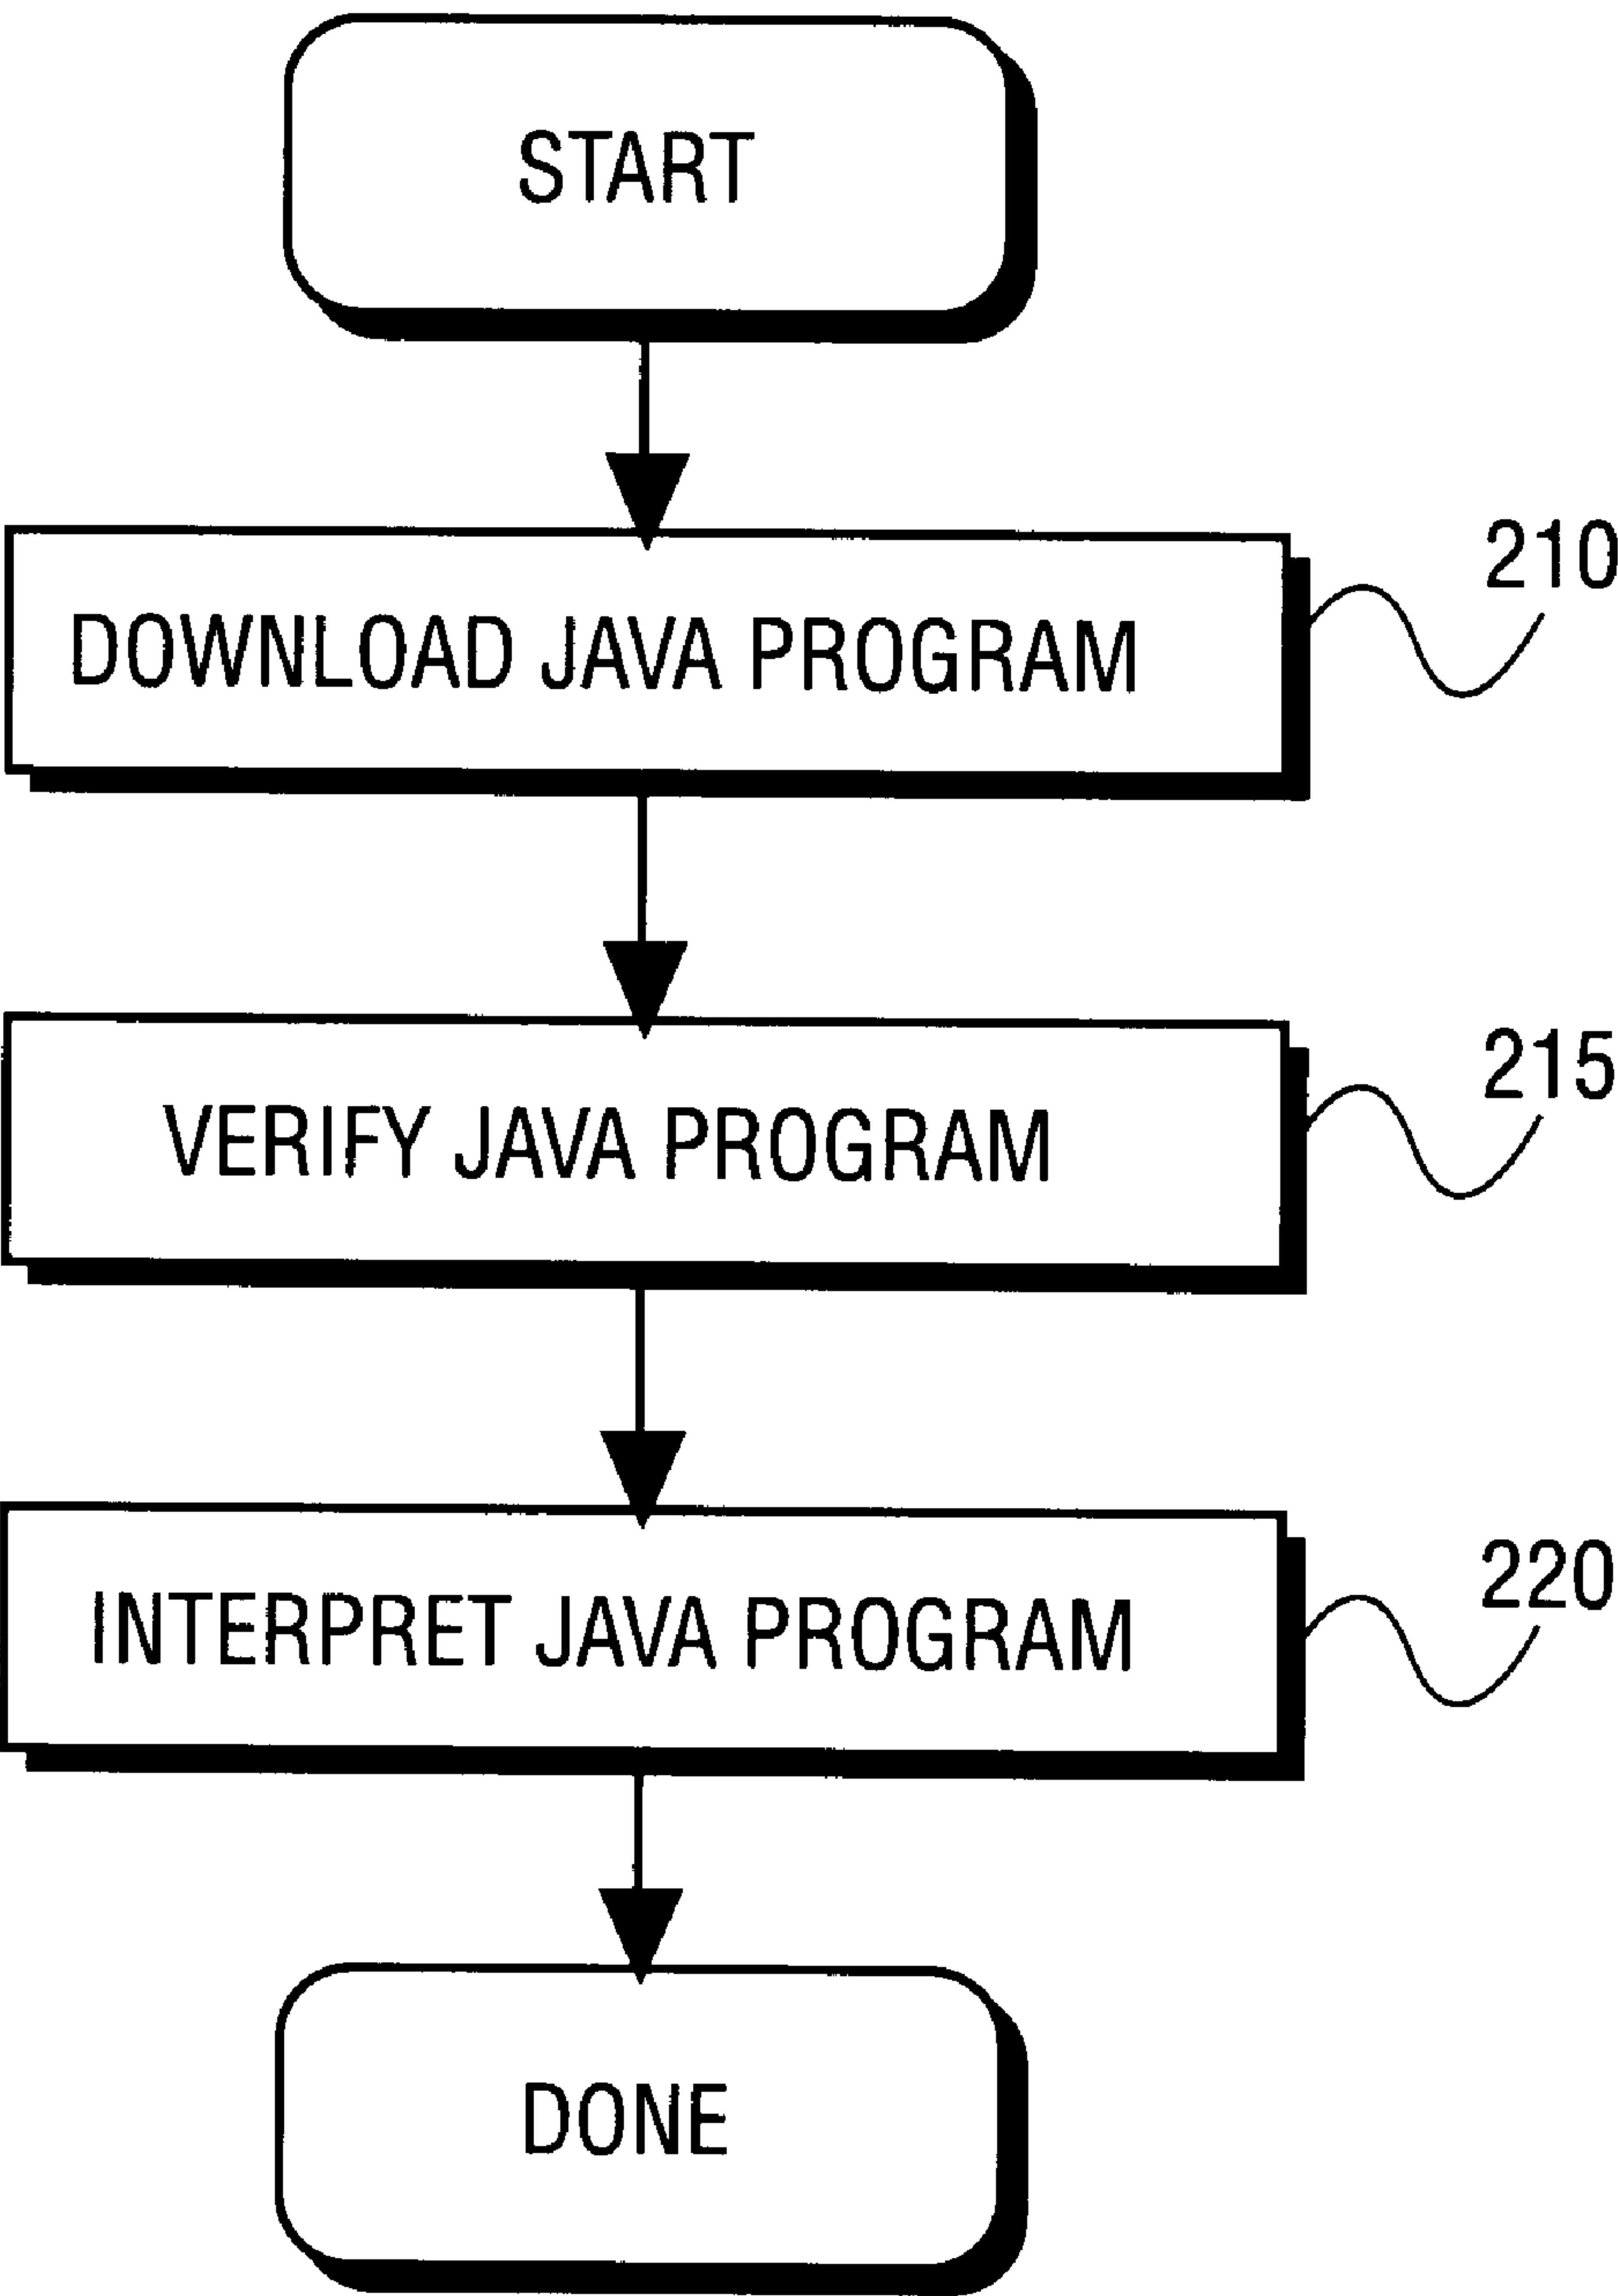 START
210
DOWNLOAD JAVA PROGRAM
215
VERIFY JAVA PROGRAM
220
INTERPRET JAVA PROGRAM
DONE